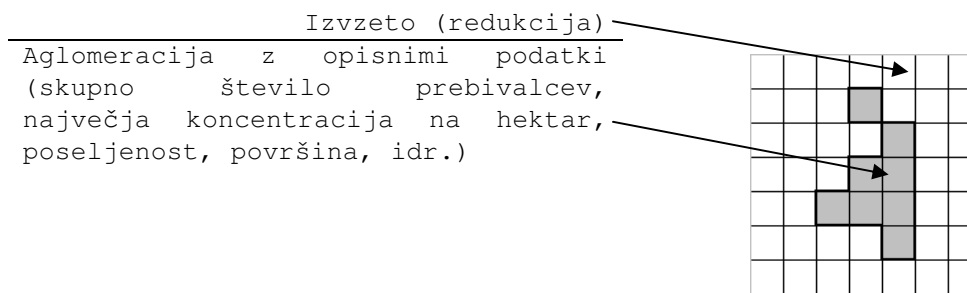 Izvzeto (redukcija)
Aglomeracija z opisnimi podatki
(skupno število prebivalcev,
največja koncentracija na hektar,
poseljenost, površina, idr.)